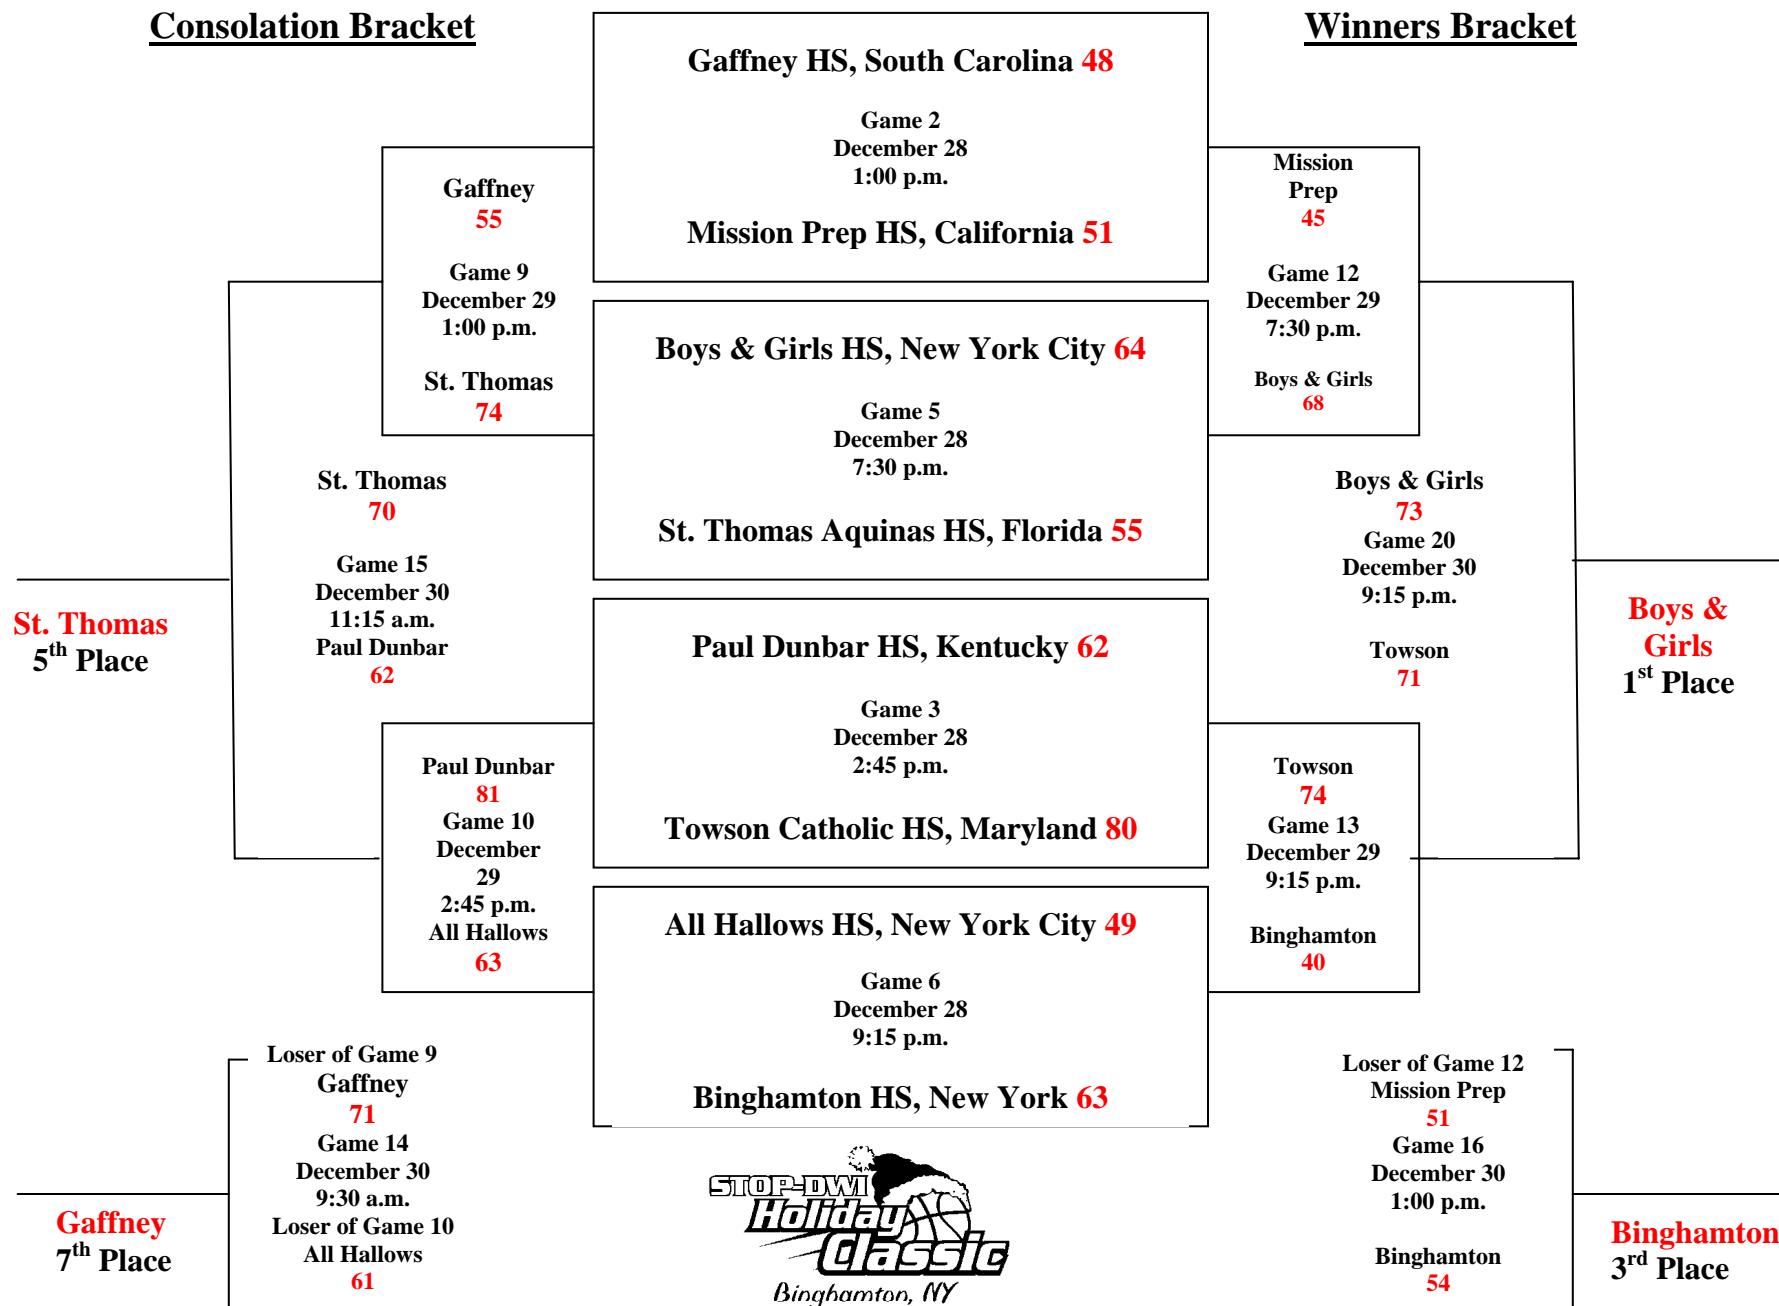 Consolation Bracket
Winners Bracket
Gaffney HS, South Carolina 48
Game 2
December 28
1:00 p.m.
Mission Prep HS, California 51
Boys & Girls HS, New York City 64
Game 5
December 28
7:30 p.m.
St. Thomas Aquinas HS, Florida 55
Paul Dunbar HS, Kentucky 62
Game 3
December 28
2:45 p.m.
Towson Catholic HS, Maryland 80
All Hallows HS, New York City 49
Game 6
December 28
9:15 p.m.
Binghamton HS, New York 63
Gaffney
55
Game 9
December 29
1:00 p.m.
St. Thomas
74
St. Thomas
70
Game 15
December 30
11:15 a.m.
Paul Dunbar
62
St. Thomas
5th Place
Paul Dunbar
81
Game 10
December
29
2:45 p.m.
All Hallows
63
Loser of Game 9
Gaffney
71
Game 14
December 30
9:30 a.m.
Loser of Game 10
All Hallows
61
Gaffney
7th Place
Mission
Prep
45
Game 12
December 29
7:30 p.m.
Boys & Girls
68
Boys & Girls
73
Game 20
December 30
9:15 p.m.
Towson
71
Boys &
Girls
1st Place
Towson
74
Game 13
December 29
9:15 p.m.
Binghamton
40
Loser of Game 12
Mission Prep
51
Game 16
December 30
1:00 p.m.
Binghamton
54
Binghamton
3rd Place
STOP-DWI
Holiday
Classic
Binghamton, NY